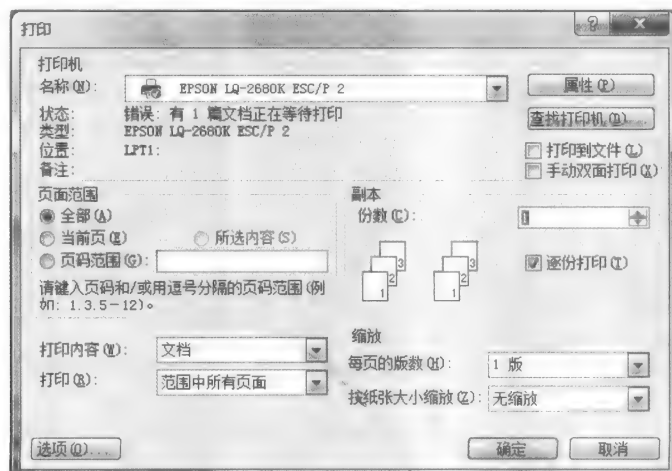 打印
打印机
名称(N): EPSON LQ-2680K ESC/P 2 属性(P)
状态: 错误: 有 1 篇文档正在等待打印
类型: EPSON LQ-2680K ESC/P 2 查找打印机(D)...
位置: LPT1:
备注:
打印到文件(L)
手动双面打印(X)
页面范围
全部(A)
当前页(E) 所选内容(S)
页码范围(G):
请键入页码和/或用逗号分隔的页码范围(例
如: 1.3.5-12)。
副本
份数(C): 1
1 2 3 1 2 3
逐份打印(T)
打印内容(W): 文档
打印(R): 范围中所有页面
缩放
每页的版数(H): 1 版
按纸张大小缩放(Z): 无缩放
选项(O)... 确定 取消